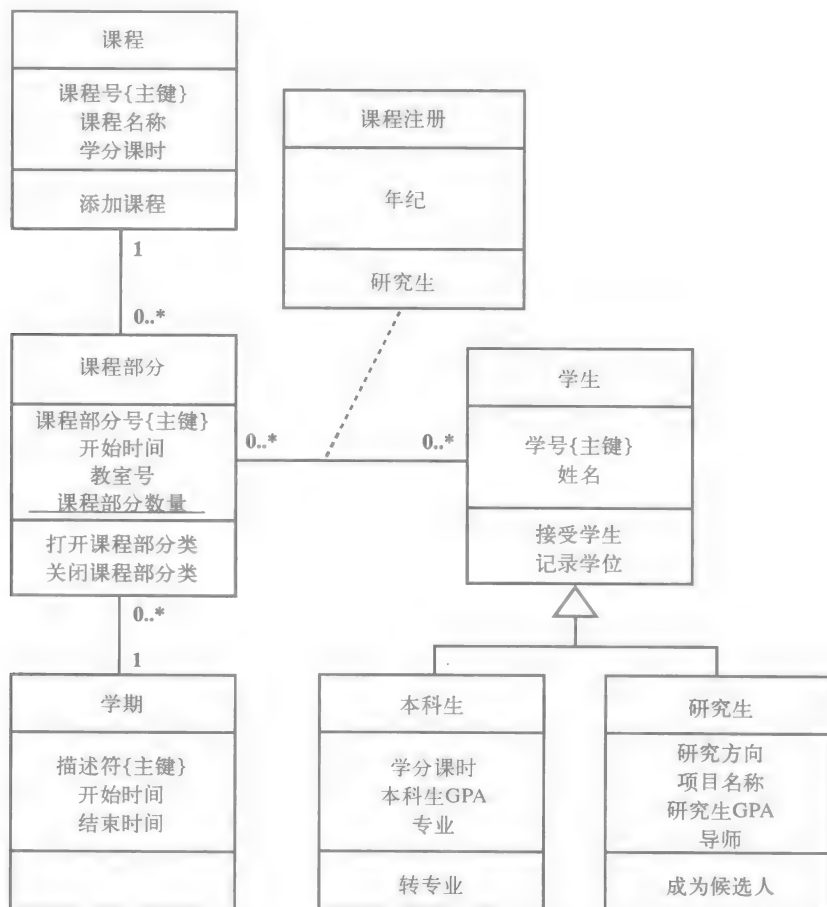 课程
课程号{主键}
课程名称
学分课时
添加课程
1
0..*
课程注册
年纪
研究生
课程部分
课程部分号{主键}
开始时间
教室号
课程部分数量
打开课程部分类
关闭课程部分类
0..*
0..*
学生
学号{主键}
姓名
接受学生
记录学位
0..*
1
学期
描述符{主键}
开始时间
结束时间
本科生
学分课时
本科生GPA
专业
转专业
研究生
研究方向
项目名称
研究生GPA
导师
成为候选人